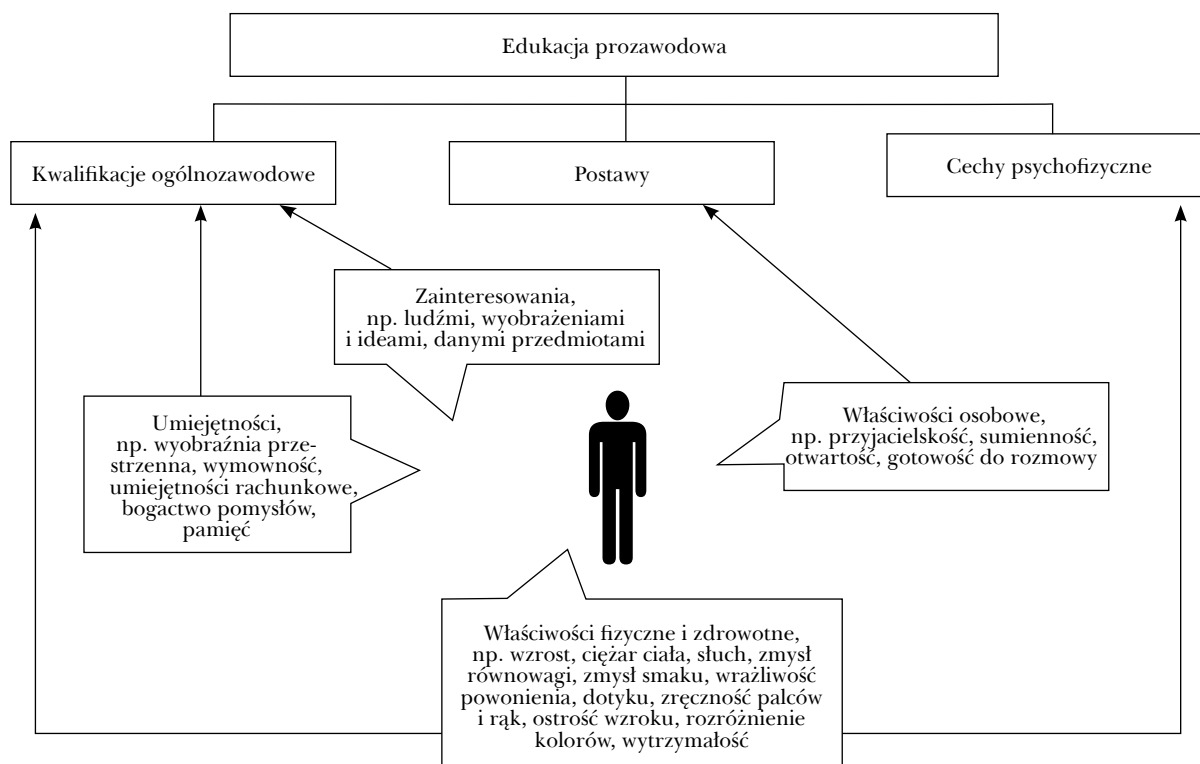 Edukacja prozawodowa
Kwalifikacje ogólnozawodowe
Postawy
Cechy psychofizyczne
Zainteresowania,
np. ludźmi, wyobrażeniami
i ideami, danymi przedmiotami
Umiejętności,
np. wyobraźnia prze-
strzenna, wymowność,
umiejętności rachunkowe,
bogactwo pomysłów,
pamięć
Właściwości osobowe,
np. przyjacielskość, sumienność,
otwartość, gotowość do rozmowy
Właściwości fizyczne i zdrowotne,
np. wzrost, ciężar ciała, słuch, zmysł
równowagi, zmysł smaku, wrażliwość
powonienia, dotyku, zręczność palców
i rąk, ostrość wzroku, rozróżnienie
kolorów, wytrzymałość